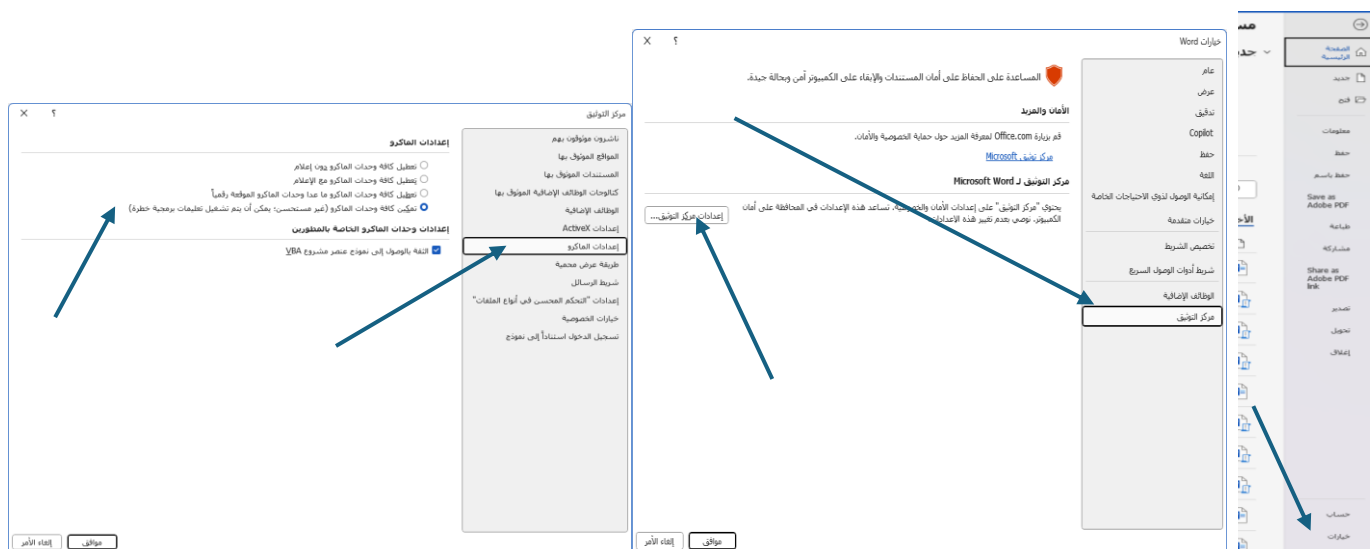 مس
جد
الصفحة
الرئيسية
جديد
فتح
معلومات
حفظ
حفظ باسم
Save as
Adobe PDF
طباعة
مشاركة
Share as
Adobe PDF
link
تصدير
تحويل
إغلاق
حساب
خيارات
خيارات Word
؟
عام
عرض
تدقيق
Copilot
حفظ
اللغة
إمكانية الوصول لذوي الاحتياجات الخاصة
خيارات متقدمة
تخصيص الشريط
شريط أدوات الوصول السريع
الوظائف الإضافية
مركز التوثيق
المساعدة على الحفاظ على أمان المستندات والإبقاء على الكمبيوتر آمن وبحالة جيدة.
الأمان والمزيد
قم بزيارة Office.com لمعرفة المزيد حول حماية الخصوصية والأمان.
مركز توثيق Microsoft
مركز التوثيق لـ Microsoft Word
يحتوي "مركز التوثيق" على إعدادات الأمان والخصوصية. تساعد هذه الإعدادات في المحافظة على أمان
الكمبيوتر. نوصي بعدم تغيير هذه الإعدادات
إعدادات مركز التوثيق...
موافق
إلغاء الأمر
مركز التوثيق
؟
ناشرون موثوقون بهم
المواقع الموثوق بها
المستندات الموثوق بها
كتالوجات الوظائف الإضافية الموثوق بها
الوظائف الإضافية
إعدادات ActiveX
إعدادات الماكرو
طريقة عرض محمية
شريط الرسائل
إعدادات "التحكم المحسن في أنواع الملفات"
خيارات الخصوصية
تسجيل الدخول استناداً إلى نموذج
إعدادات الماكرو
تعطيل كافة وحدات الماكرو دون إعلام
تعطيل كافة وحدات الماكرو مع الإعلام
تعطيل كافة وحدات الماكرو ما عدا وحدات الماكرو الموقعة رقمياً
تمكين كافة وحدات الماكرو (غير مستحسن؛ يمكن أن يتم تشغيل تعليمات برمجية خطرة)
إعدادات وحدات الماكرو الخاصة بالمطورين
الثقة بالوصول إلى نموذج عنصر مشروع VBA
موافق
إلغاء الأمر